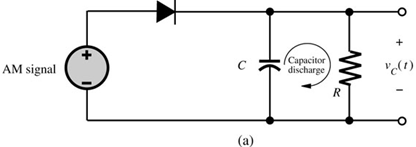 +
AM signal
−
C
Capacitor
discharge
R
+
v_C(t)
−
(a)